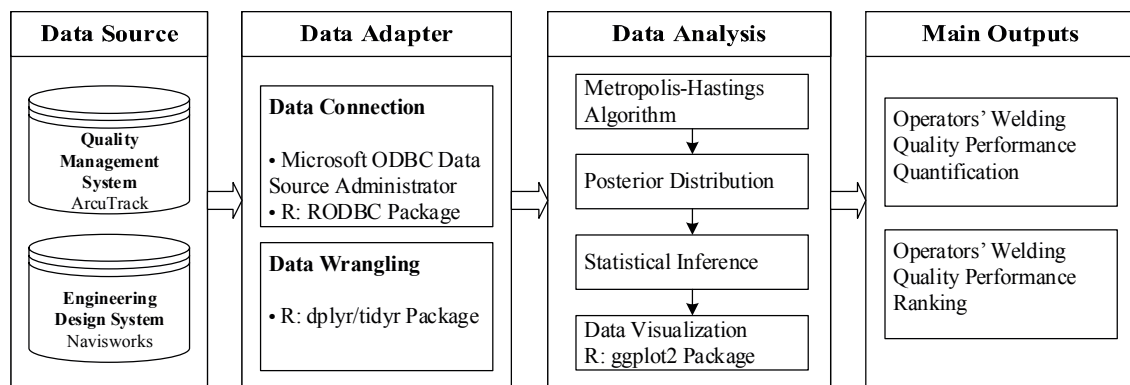 Data Source
Quality
Management
System
ArcuTrack
Engineering
Design System
Navisworks
Data Adapter
Data Connection
• Microsoft ODBC Data
Source Administrator
• R: RODBC Package
Data Wrangling
• R: dplyr/tidyr Package
Data Analysis
Metropolis-Hastings
Algorithm
Posterior Distribution
Statistical Inference
Data Visualization
R: ggplot2 Package
Main Outputs
Operators’ Welding
Quality Performance
Quantification
Operators’ Welding
Quality Performance
Ranking